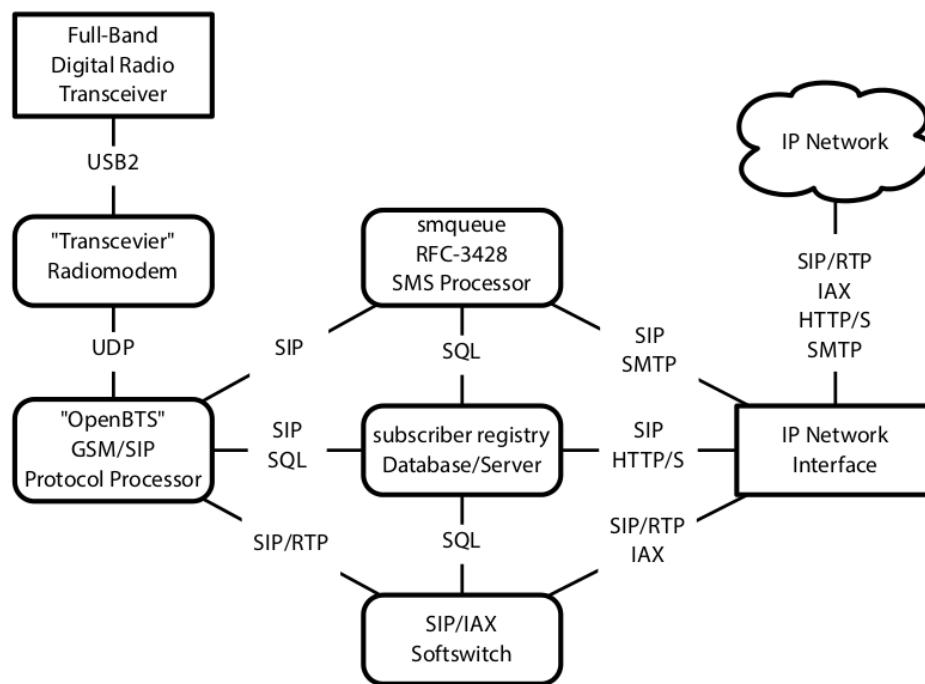 Full-Band
Digital Radio
Transceiver
USB2
"Transcevier"
Radiomodem
UDP
"OpenBTS"
GSM/SIP
Protocol Processor
SIP
smqueue
RFC-3428
SMS Processor
SQL
SIP
SQL
subscriber registry
Database/Server
SIP/RTP
SQL
SIP/IAX
Softswitch
SIP
SMTP
SIP
HTTP/S
SIP/RTP
IAX
IP Network
SIP/RTP
IAX
HTTP/S
SMTP
IP Network
Interface